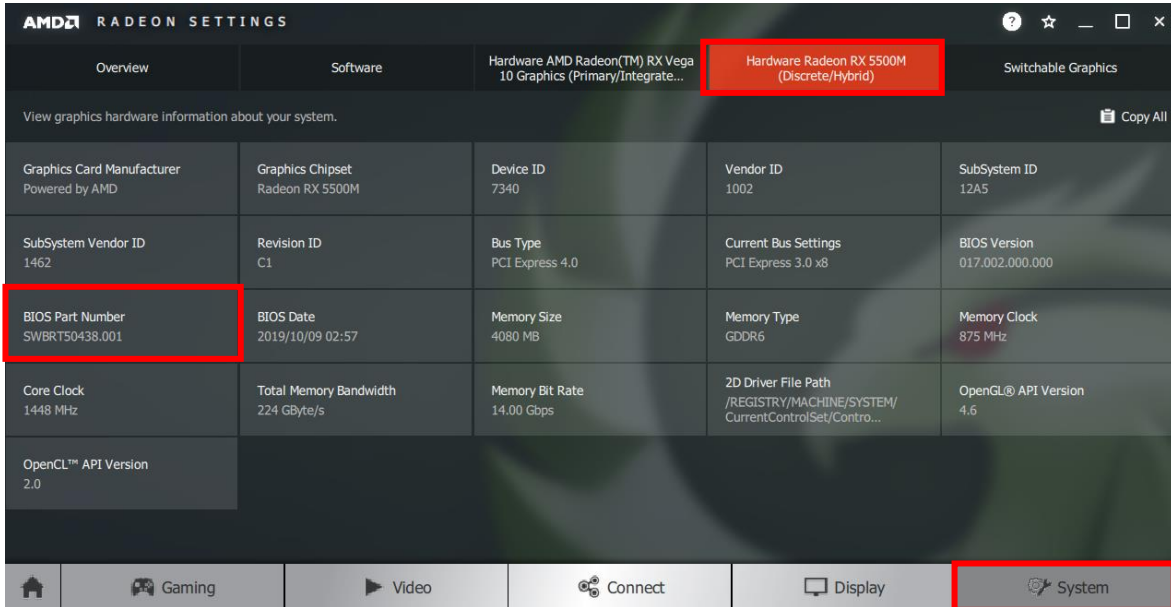 AMD RADEON SETTINGS
?
Overview
Software
Hardware AMD Radeon(TM) RX Vega
10 Graphics (Primary/Integrate...
Hardware Radeon RX 5500M
(Discrete/Hybrid)
Switchable Graphics
View graphics hardware information about your system.
Copy All
Graphics Card Manufacturer
Powered by AMD
Graphics Chipset
Radeon RX 5500M
Device ID
7340
Vendor ID
1002
SubSystem ID
12A5
SubSystem Vendor ID
1462
Revision ID
C1
Bus Type
PCI Express 4.0
Current Bus Settings
PCI Express 3.0 x8
BIOS Version
017.002.000.000
BIOS Part Number
SWBRT50438.001
BIOS Date
2019/10/09 02:57
Memory Size
4080 MB
Memory Type
GDDR6
Memory Clock
875 MHz
Core Clock
1448 MHz
Total Memory Bandwidth
224 GByte/s
Memory Bit Rate
14.00 Gbps
2D Driver File Path
/REGISTRY/MACHINE/SYSTEM/
CurrentControlSet/Contro...
OpenGL® API Version
4.6
OpenCL™ API Version
2.0
Gaming
Video
Connect
Display
System